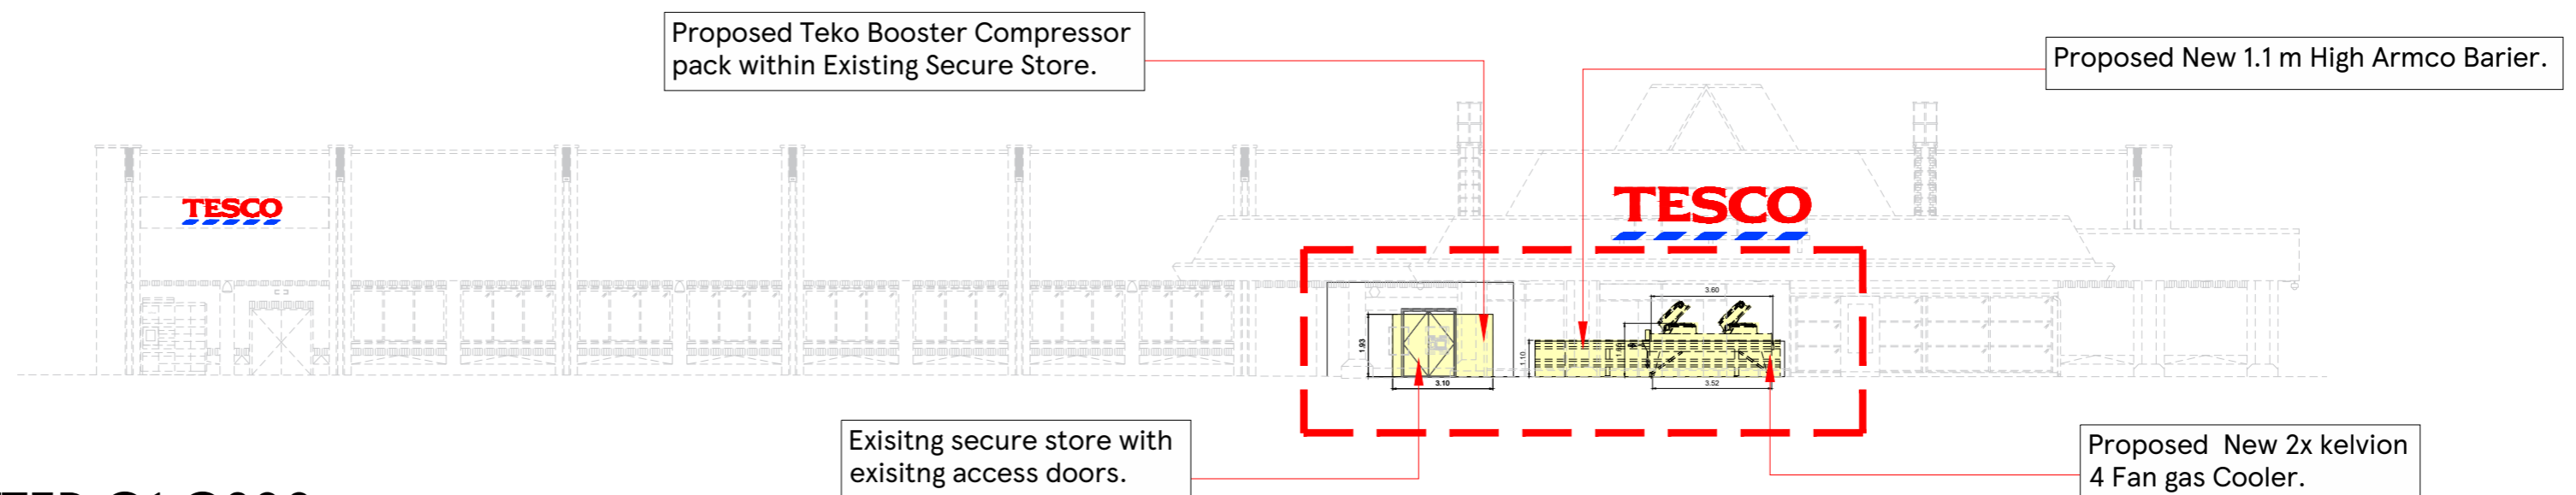 Proposed Teko Booster Compressor
pack within Existing Secure Store.
Proposed New 1.1 m High Armco Barier.
TESCO
TESCO
3.60
1.93
1.10
3.10
3.52
Exisitng secure store with
exisitng access doors.
Proposed New 2x kelvion
4 Fan gas Cooler.